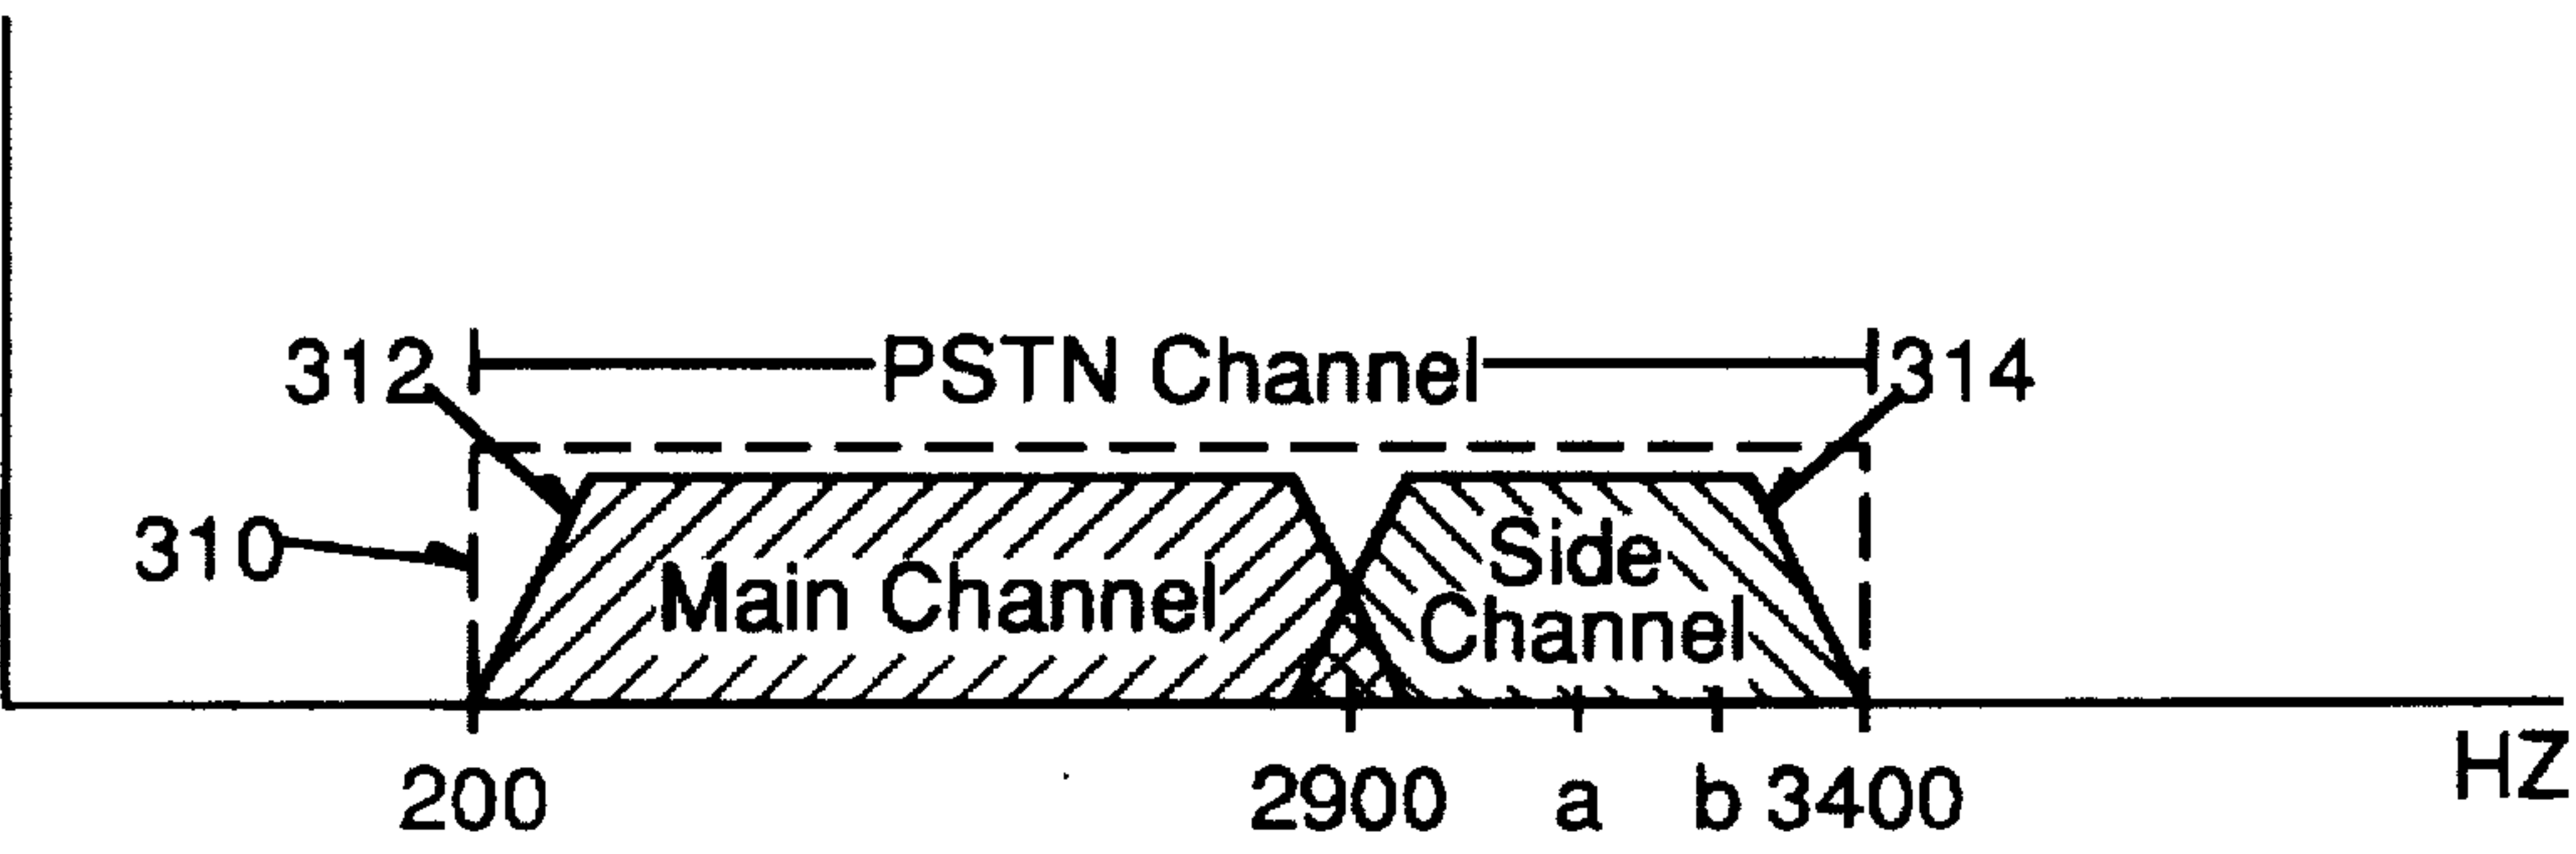 312 PSTN Channel 314
310
Side
Main Channel Channel
200 2900 a b 3400 HZ